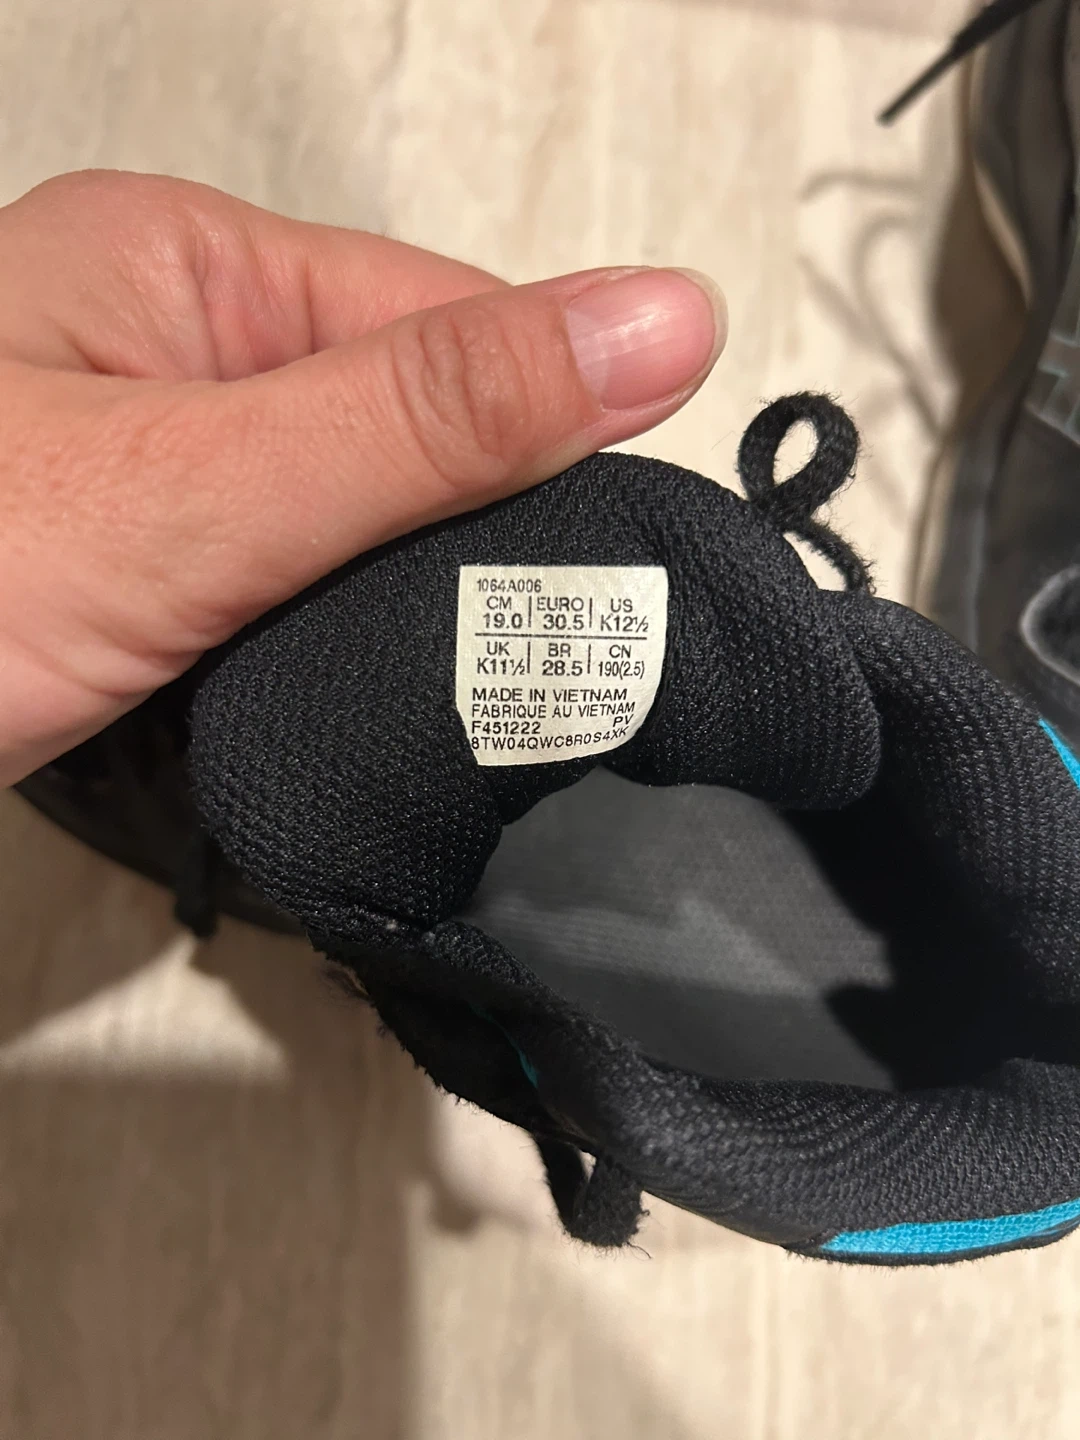 1064A006
CM | EURO | US
19.0 | 30.5 | K12½
UK | BR | CN
K11½ | 28.5 | 190(2.5)
MADE IN VIETNAM
FABRIQUE AU VIETNAM
F451222 PV
8TW04QWC8R0S4XK